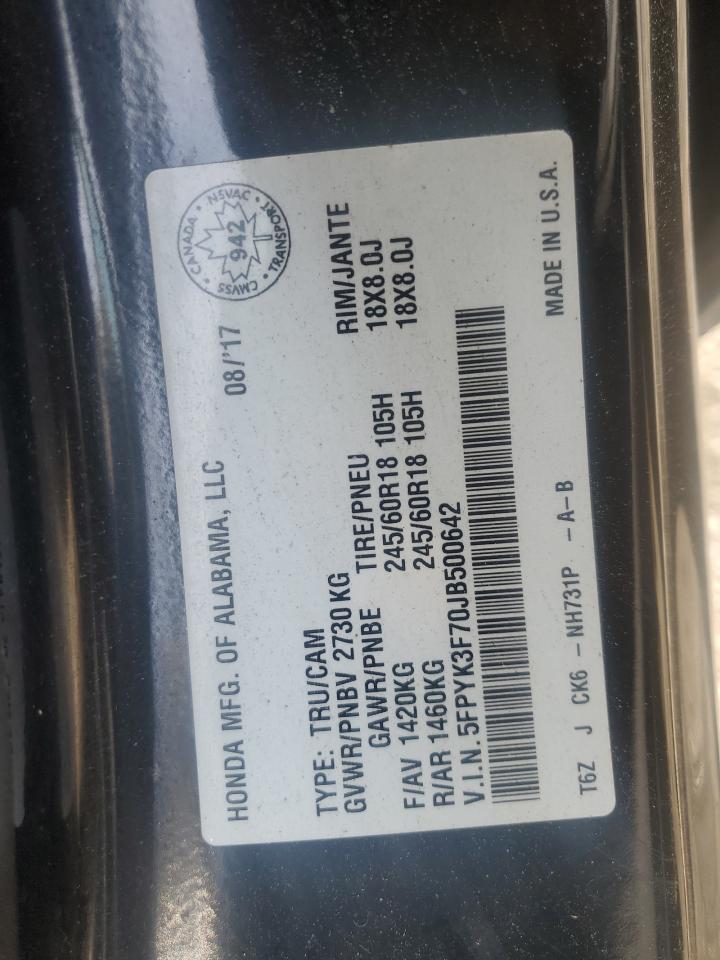 HONDA MFG. OF ALABAMA, LLC 08/'17
CANADA • NSVAC • TRANSPORT • CMVSS •
942
TYPE: TRU/CAM
GVWR/PNBV 2730 KG
GAWR/PNBE TIRE/PNEU RIM/JANTE
F/AV 1420KG 245/60R18 105H 18X8.0J
R/AR 1460KG 245/60R18 105H 18X8.0J
V.I.N. 5FPYK3F70JB500642
T6Z J CK6 -NH731P -A-B MADE IN U.S.A.